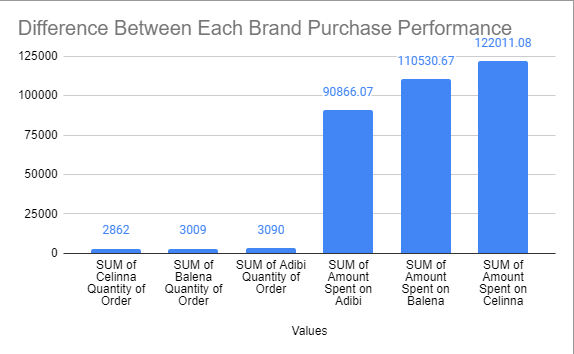 Difference Between Each Brand Purchase Performance
125000
100000
75000
50000
25000
0
2862
3009
3090
90866.07
110530.67
122011.08
SUM of
Celinna
Quantity of
Order
SUM of
Balena
Quantity of
Order
SUM of Adibi
Quantity of
Order
SUM of
Amount
Spent on
Adibi
SUM of
Amount
Spent on
Balena
SUM of
Amount
Spent on
Celinna
Values